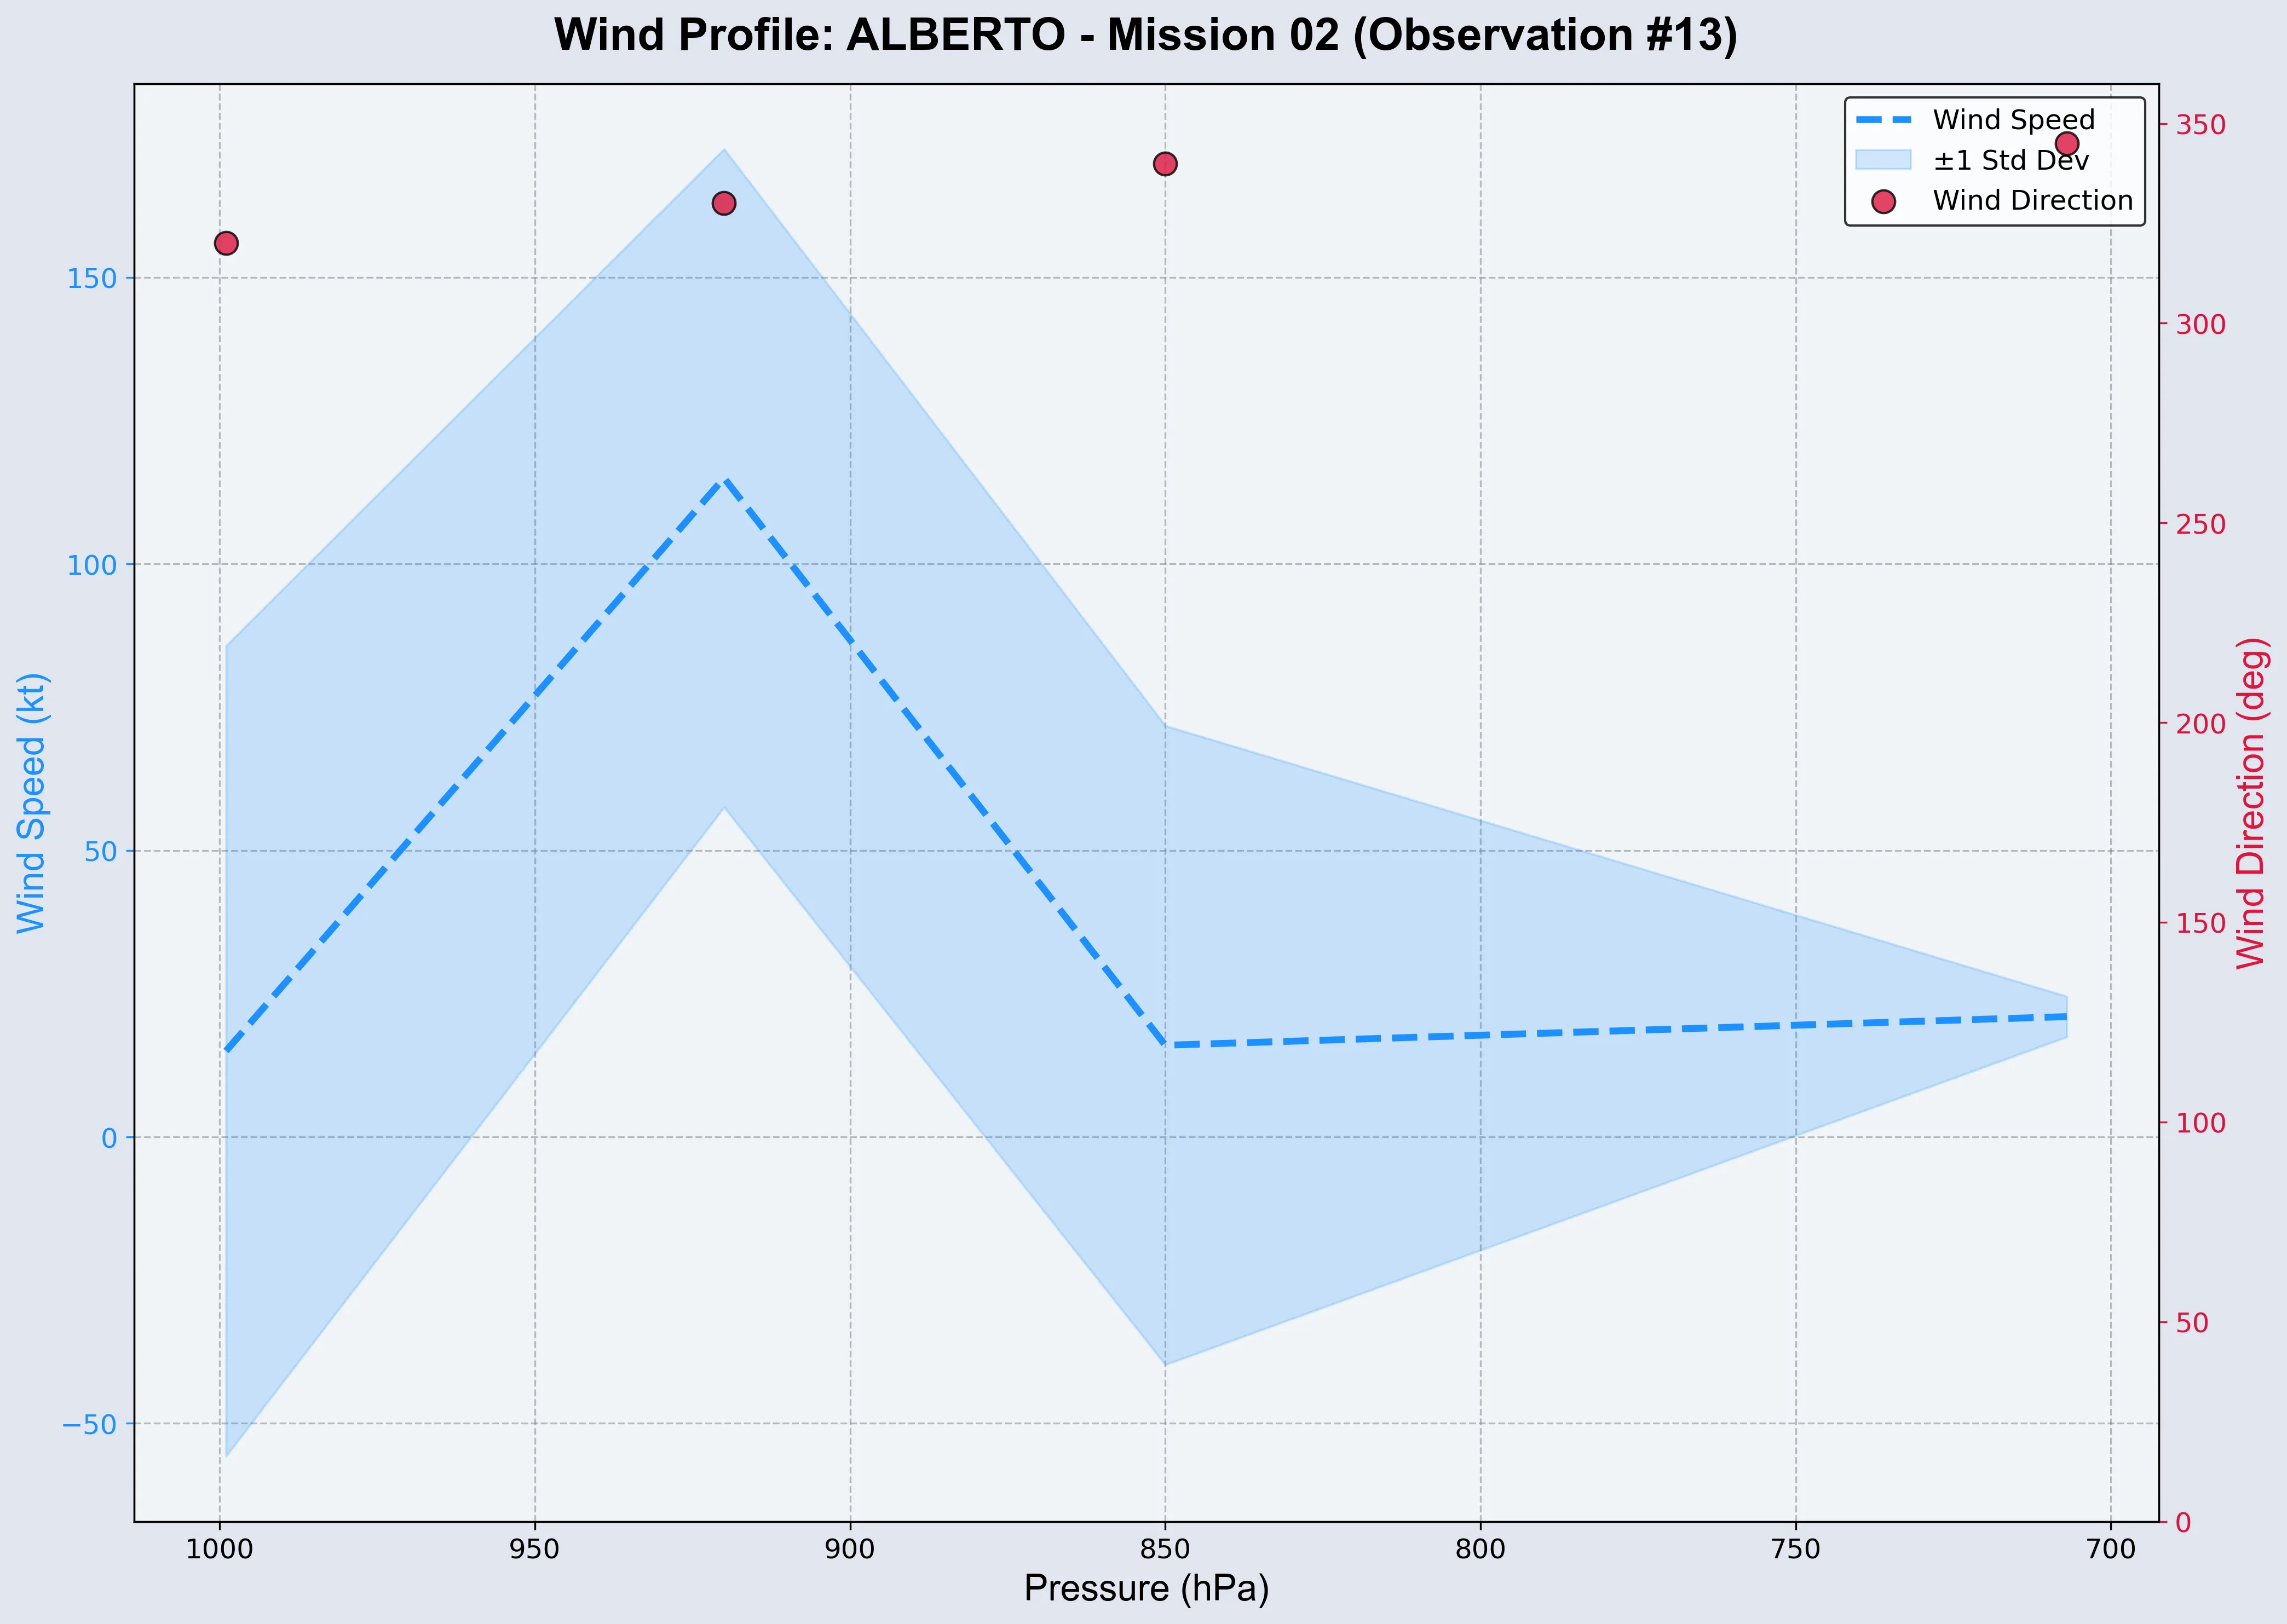 Wind Profile: ALBERTO - Mission 02 (Observation #13)
Wind Speed
±1 Std Dev
Wind Direction
Wind Speed (kt)
150
100
50
0
−50
Wind Direction (deg)
350
300
250
200
150
100
50
0
1000 950 900 850 800 750 700
Pressure (hPa)